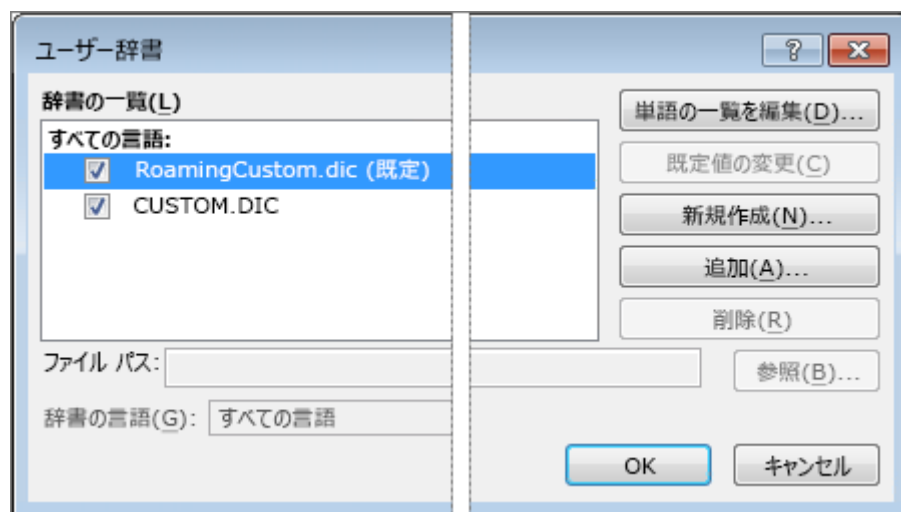 ユーザー辞書
?
辞書の一覧(L)
すべての言語:
RoamingCustom.dic (既定)
CUSTOM.DIC
単語の一覧を編集(D)...
既定値の変更(C)
新規作成(N)...
追加(A)...
削除(R)
ファイル パス:
参照(B)...
辞書の言語(G): すべての言語
OK
キャンセル